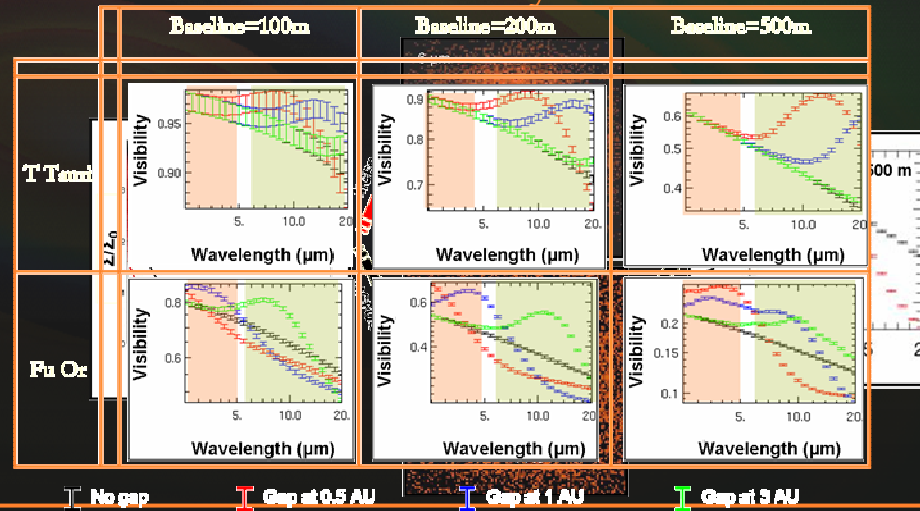 Baseline=100m Baseline=200m Baseline=500m
T
0.95
0.90
Visibility
5. 10.0 20
Wavelength (µm)
0.9
0.8
0.7
Visibility
5. 10.0 20.
Wavelength (µm)
0.6
0.5
0.4
Visibility
5. 10.0 20.
Wavelength (µm)
500 m
Fu Or
0.8
0.6
Visibility
5. 10.0 20.
Wavelength (µm)
0.6
0.4
Visibility
5. 10.0 20.
Wavelength (µm)
0.2
0.15
0.1
Visibility
5. 10.0 20.
Wavelength (µm)
No gap Gap at 0.5 AU Gap at 1 AU Gap at 3 AU